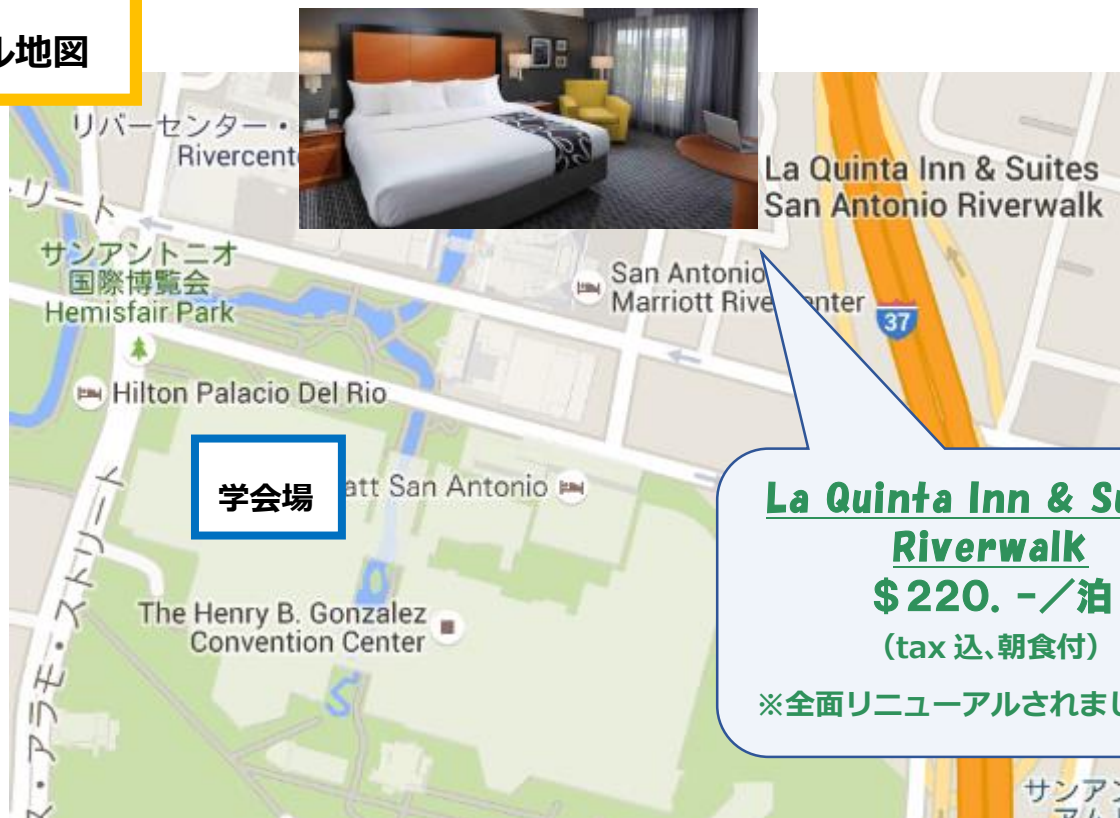 ル地図
リバーセンター・
Rivercent
リート
La Quinta Inn & Suites
San Antonio Riverwalk
サンアントニオ
国際博覧会
Hemisfair Park
San Antonio
Marriott Rive nter
37
Hilton Palacio Del Rio
学会場
att San Antonio
The Henry B. Gonzalez
Convention Center
ス・アラモ・ストリート
La Quinta Inn & Su
Riverwalk
$220.-/泊
(tax 込、朝食付)
※全面リニューアルされまし
サンアン